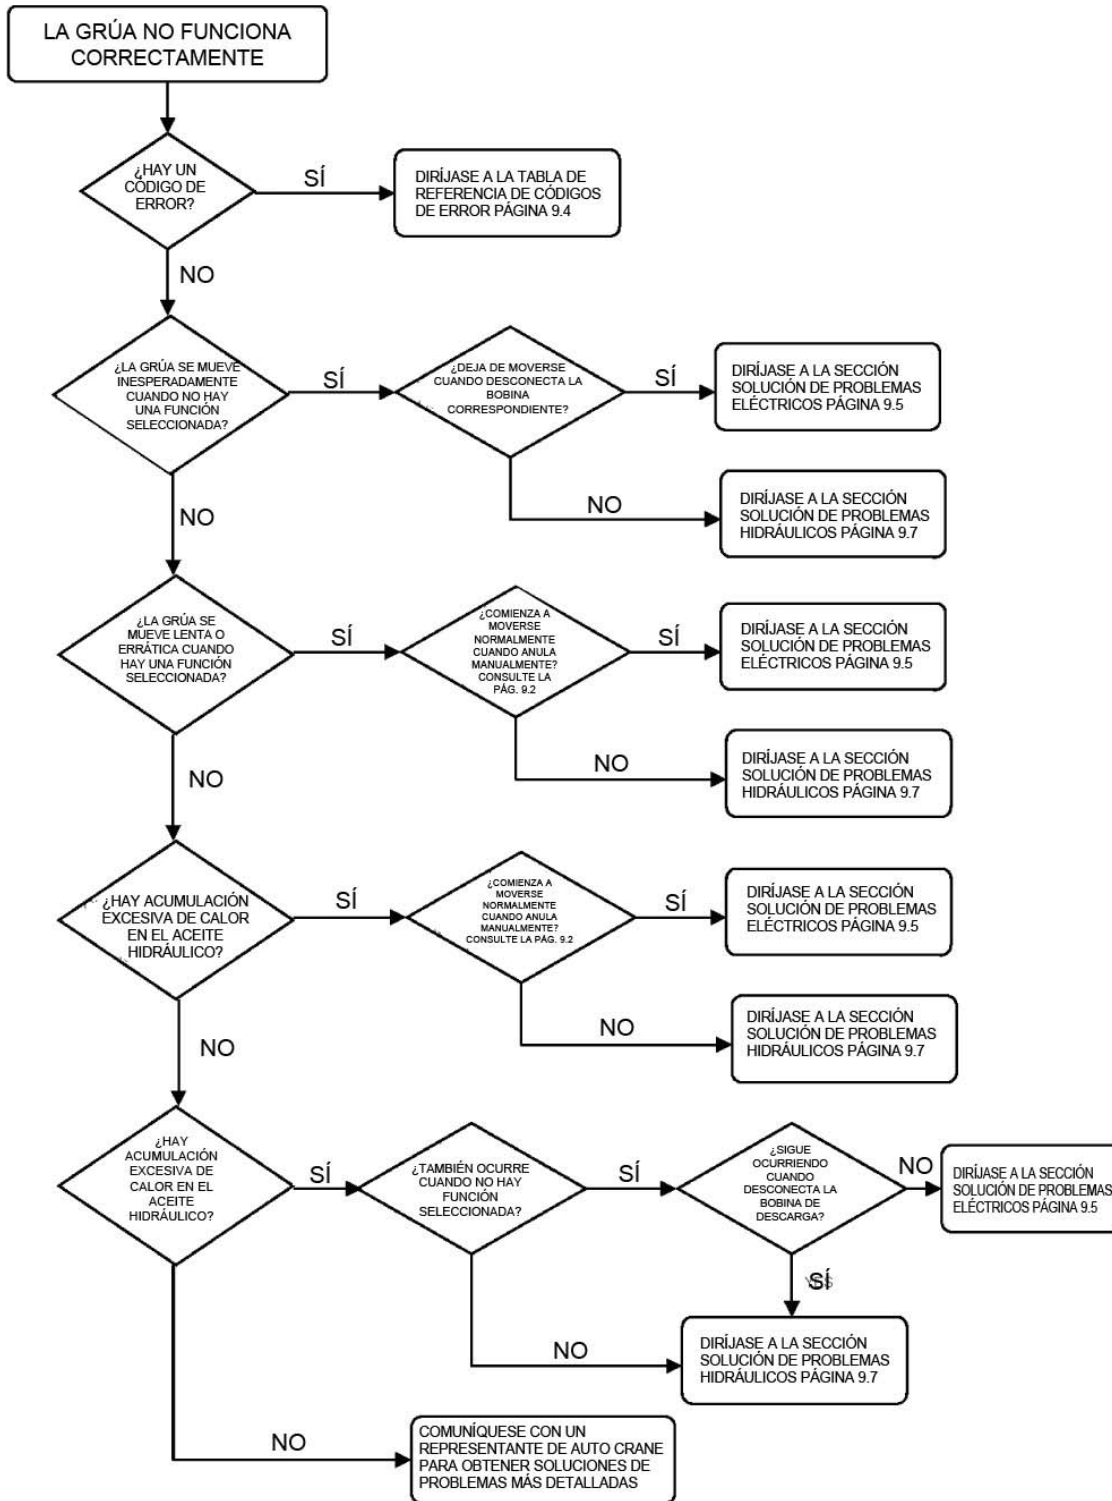 LA GRÚA NO FUNCIONA
CORRECTAMENTE
¿HAY UN
CÓDIGO DE
ERROR?
SÍ
DIRÍJASE A LA TABLA DE
REFERENCIA DE CÓDIGOS
DE ERROR PÁGINA 9.4
NO
¿LA GRÚA SE MUEVE
INESPERADAMENTE
CUANDO NO HAY
UNA FUNCIÓN
SELECCIONADA?
SÍ
¿DEJA DE MOVERSE
CUANDO DESCONECTA LA
BOBINA
CORRESPONDIENTE?
SÍ
DIRÍJASE A LA SECCIÓN
SOLUCIÓN DE PROBLEMAS
ELÉCTRICOS PÁGINA 9.5
NO
DIRÍJASE A LA SECCIÓN
SOLUCIÓN DE PROBLEMAS
HIDRÁULICOS PÁGINA 9.7
NO
¿LA GRÚA SE
MUEVE LENTA O
ERRÁTICA CUANDO
HAY UNA FUNCIÓN
SELECCIONADA?
SÍ
¿COMIENZA A
MOVERSE
NORMALMENTE
CUANDO ANULA
MANUALMENTE?
CONSULTE LA
PÁG. 9.2
SÍ
DIRÍJASE A LA SECCIÓN
SOLUCIÓN DE PROBLEMAS
ELÉCTRICOS PÁGINA 9.5
NO
DIRÍJASE A LA SECCIÓN
SOLUCIÓN DE PROBLEMAS
HIDRÁULICOS PÁGINA 9.7
NO
¿HAY ACUMULACIÓN
EXCESIVA DE CALOR
EN EL ACEITE
HIDRÁULICO?
SÍ
¿COMIENZA A
MOVERSE
NORMALMENTE
CUANDO ANULA
MANUALMENTE?
CONSULTE LA PÁG. 9.2
SÍ
DIRÍJASE A LA SECCIÓN
SOLUCIÓN DE PROBLEMAS
ELÉCTRICOS PÁGINA 9.5
NO
DIRÍJASE A LA SECCIÓN
SOLUCIÓN DE PROBLEMAS
HIDRÁULICOS PÁGINA 9.7
NO
¿HAY
ACUMULACIÓN
EXCESIVA DE
CALOR EN EL
ACEITE
HIDRÁULICO?
SÍ
¿TAMBIÉN OCURRE
CUANDO NO HAY
FUNCIÓN
SELECCIONADA?
SÍ
¿SIGUE
OCURRIENDO
CUANDO
DESCONECTA LA
BOBINA DE
DESCARGA?
NO
DIRÍJASE A LA SECCIÓN
SOLUCIÓN DE PROBLEMAS
ELÉCTRICOS PÁGINA 9.5
SÍ
NO
DIRÍJASE A LA SECCIÓN
SOLUCIÓN DE PROBLEMAS
HIDRÁULICOS PÁGINA 9.7
NO
COMUNÍQUESE CON UN
REPRESENTANTE DE AUTO CRANE
PARA OBTENER SOLUCIONES DE
PROBLEMAS MÁS DETALLADAS